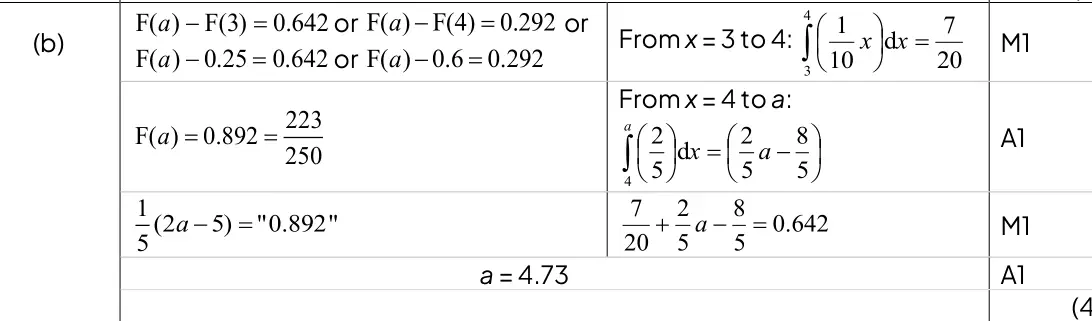 (b)
F(a) − F(3) = 0.642 or F(a) − F(4) = 0.292 or
F(a) − 0.25 = 0.642 or F(a) − 0.6 = 0.292
From x = 3 to 4: ∫₃⁴ (1/10 x) dx = 7/20
M1
F(a) = 0.892 = 223/250
From x = 4 to a:
∫₄ᵃ (2/5) dx = (2/5 a − 8/5)
A1
1/5 (2a − 5) = "0.892"
7/20 + 2/5 a − 8/5 = 0.642
M1
a = 4.73
A1
(4